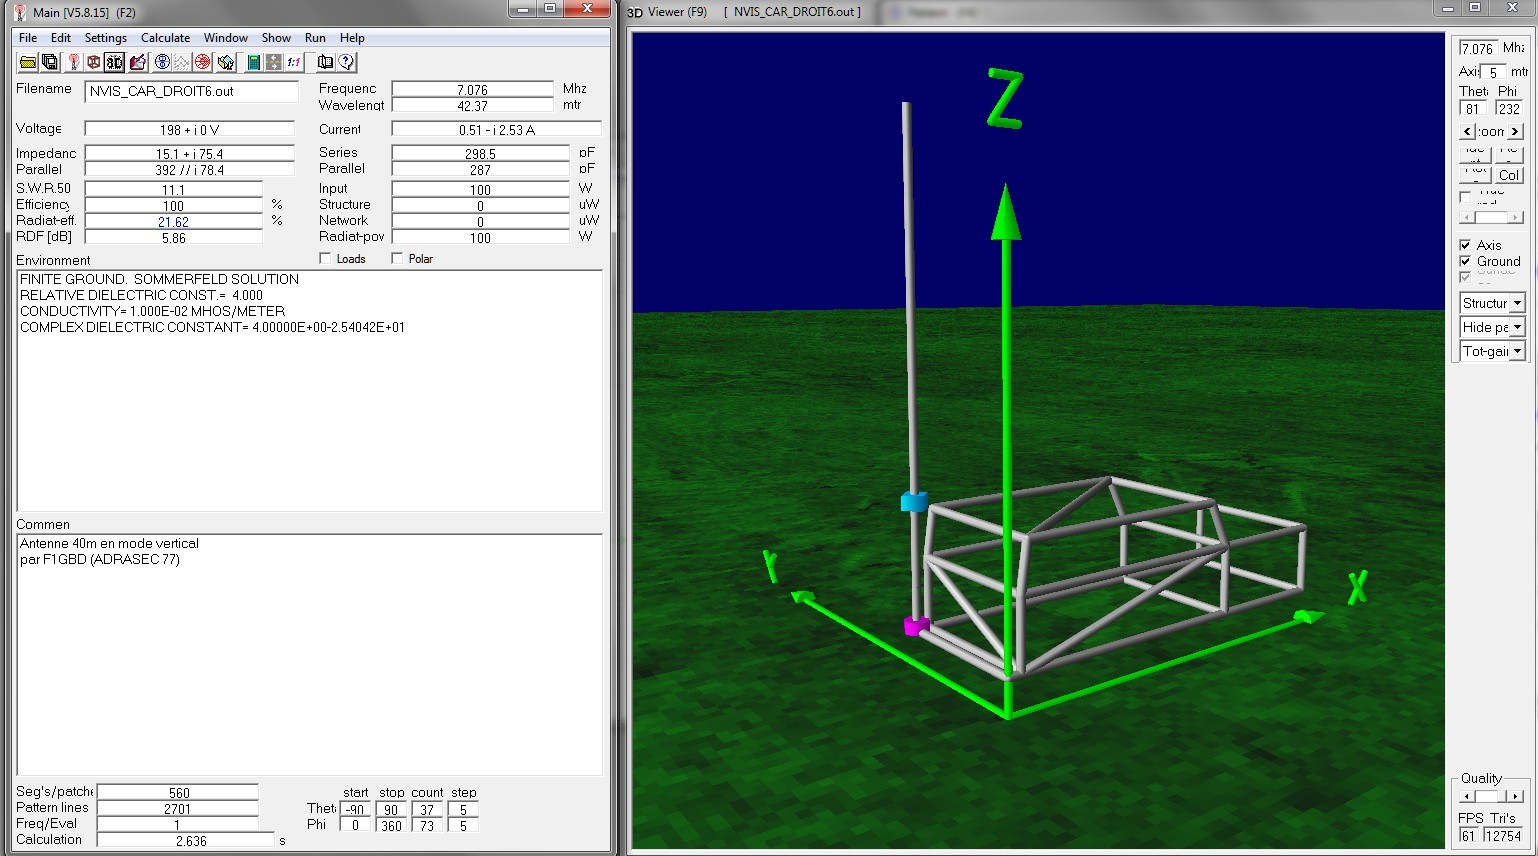 Main [V5.8.15] (F2)
File Edit Settings Calculate Window Show Run Help
3D
1:1
Filename NVIS_CAR_DROIT6.out
Frequenc 7.076 Mhz
Wavelengt 42.37 mtr
Voltage 198 + i 0 V
Current 0.51 - i 2.53 A
Impedanc 15.1 + i 75.4
Series 298.5 pF
Parallel 392 // i 78.4
Parallel 287 pF
S.W.R.50 11.1
Input 100 W
Efficiency 100 %
Structure 0 uW
Radiat-eff. 21.62 %
Network 0 uW
RDF [dB] 5.86
Radiat-pow 100 W
Environment
Loads Polar
FINITE GROUND. SOMMERFELD SOLUTION
RELATIVE DIELECTRIC CONST.= 4.000
CONDUCTIVITY= 1.000E-02 MHOS/METER
COMPLEX DIELECTRIC CONSTANT= 4.00000E+00-2.54042E+01
Commen
Antenne 40m en mode vertical
par F1GBD (ADRASEC 77)
Seg's/patche 560
Pattern lines 2701
Freq/Eval 1
Calculation 2.636 s
start stop count step
Thet -90 90 37 5
Phi 0 360 73 5
3D Viewer (F9) [ NVIS_CAR_DROIT6.out ]
Z
Y
X
7.076 Mhz
Axi 5 mtr
Thet Phi
81 232
< :oom >
Col
Axis
Ground
Structur
Hide pa
Tot-gair
Quality
FPS Tri's
61 12754